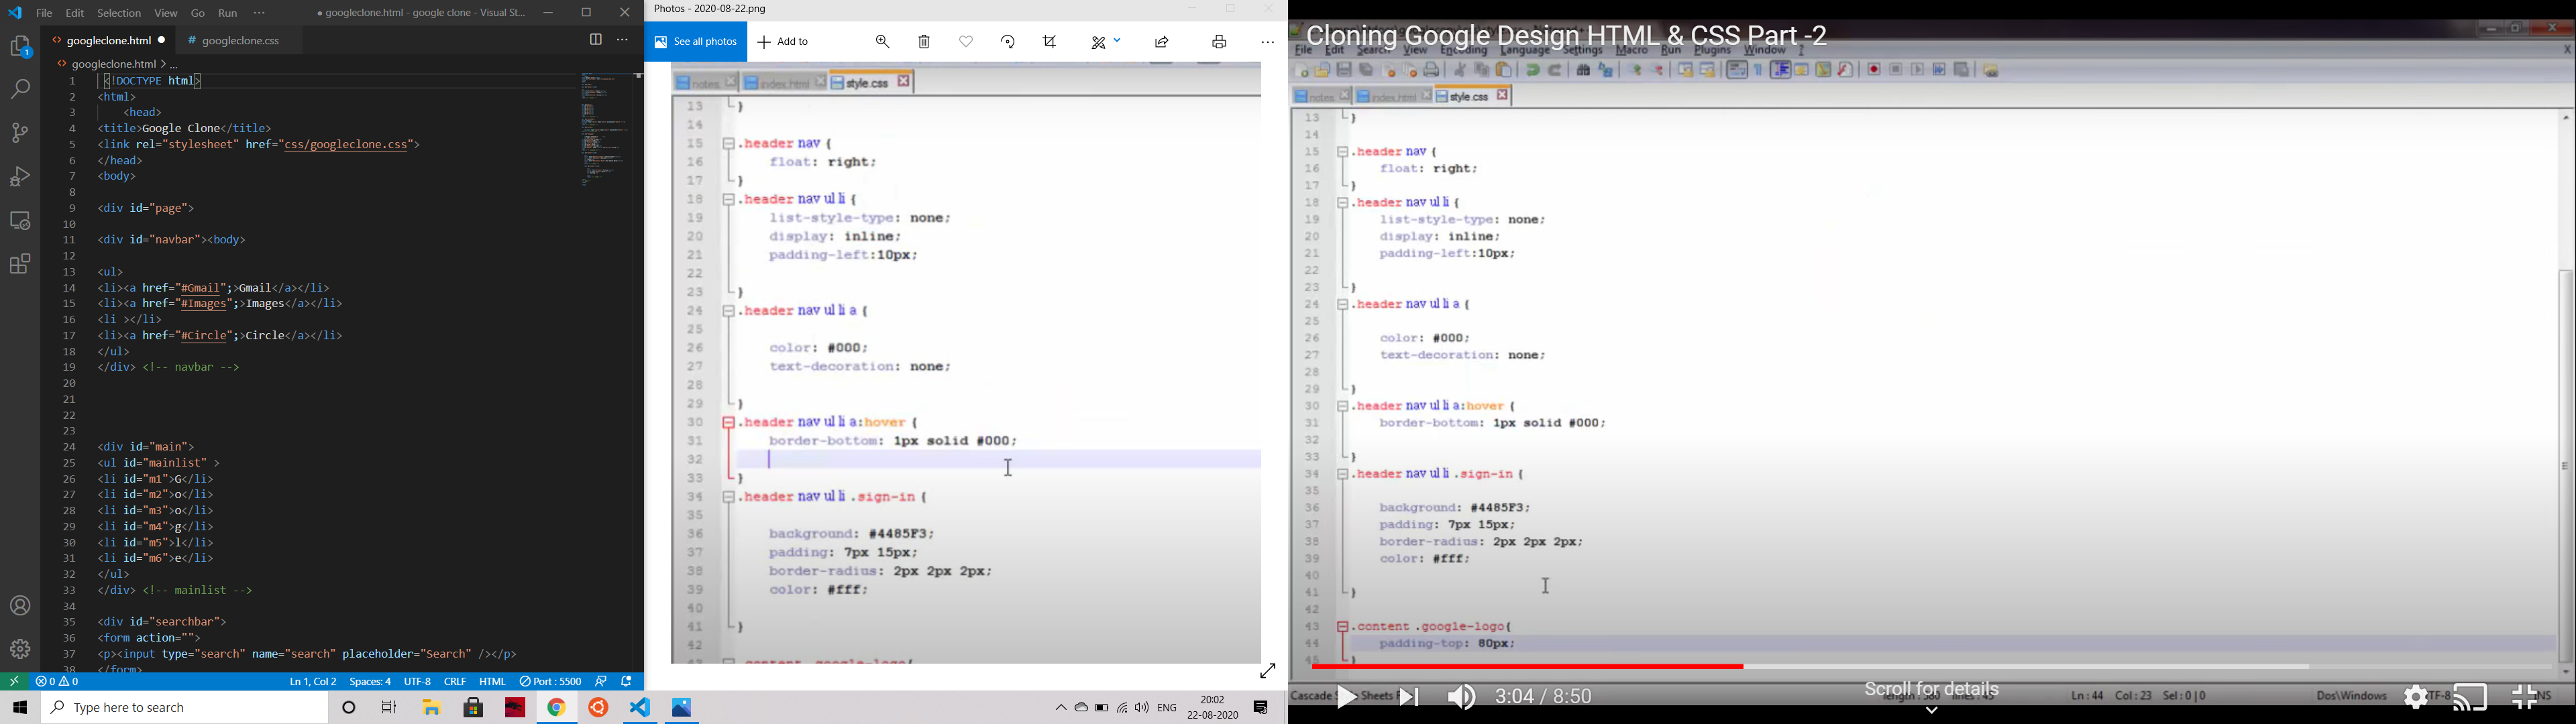 File Edit Selection View Go Run ··· ● googleclone.html - google clone - Visual St...
<> googleclone.html ● # googleclone.css
<> googleclone.html > ...
1 <!DOCTYPE html>
2 <html>
3 <head>
4 <title>Google Clone</title>
5 <link rel="stylesheet" href="css/googleclone.css">
6 </head>
7 <body>
8
9 <div id="page">
10
11 <div id="navbar"><body>
12
13 <ul>
14 <li><a href="#Gmail";>Gmail</a></li>
15 <li><a href="#Images";>Images</a></li>
16 <li ></li>
17 <li><a href="#Circle";>Circle</a></li>
18 </ul>
19 </div> <!-- navbar -->
20
21
22
23
24 <div id="main">
25 <ul id="mainlist" >
26 <li id="m1">G</li>
27 <li id="m2">o</li>
28 <li id="m3">o</li>
29 <li id="m4">g</li>
30 <li id="m5">l</li>
31 <li id="m6">e</li>
32 </ul>
33 </div> <!-- mainlist -->
34
35 <div id="searchbar">
36 <form action="">
37 <p><input type="search" name="search" placeholder="Search" /></p>
38 </form>
1
0 0 Ln 1, Col 2 Spaces: 4 UTF-8 CRLF HTML Port : 5500
Type here to search
Photos - 2020-08-22.png
See all photos Add to
notes index.html style.css
13 }
14
15 .header nav {
16 float: right;
17 }
18 .header nav ul li {
19 list-style-type: none;
20 display: inline;
21 padding-left:10px;
22
23 }
24 .header nav ul li a {
25
26 color: #000;
27 text-decoration: none;
28
29 }
30 .header nav ul li a:hover {
31 border-bottom: 1px solid #000;
32
33 }
34 .header nav ul li .sign-in {
35
36 background: #4485F3;
37 padding: 7px 15px;
38 border-radius: 2px 2px 2px;
39 color: #fff;
40
41 }
42
43 .content .google-logo{
ENG 20:02
22-08-2020
Cloning Google Design HTML & CSS Part -2
File Edit Search View Encoding Language Settings Macro Run Plugins Window ?
notes index.html style.css
13 }
14
15 .header nav {
16 float: right;
17 }
18 .header nav ul li {
19 list-style-type: none;
20 display: inline;
21 padding-left:10px;
22
23 }
24 .header nav ul li a {
25
26 color: #000;
27 text-decoration: none;
28
29 }
30 .header nav ul li a:hover {
31 border-bottom: 1px solid #000;
32
33 }
34 .header nav ul li .sign-in {
35
36 background: #4485F3;
37 padding: 7px 15px;
38 border-radius: 2px 2px 2px;
39 color: #fff;
40
41 }
42
43 .content .google-logo{
44 padding-top: 80px;
45 }
3:04 / 8:50
Scroll for details
Cascade Sheets Ln : 44 Col : 23 Sel : 0 | 0 Dos\Windows